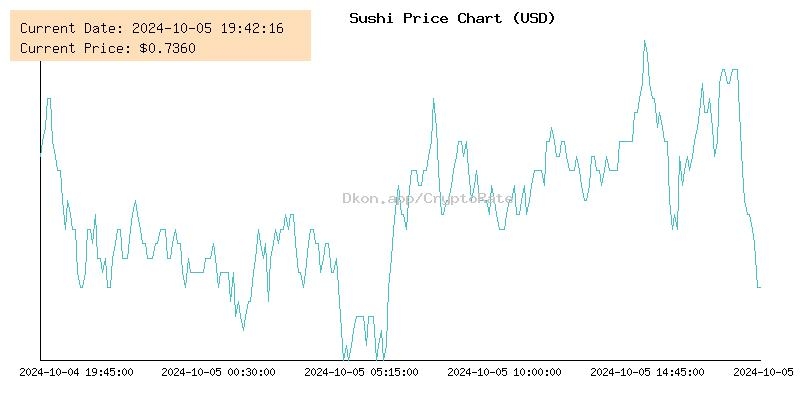 Sushi Price Chart (USD)
Current Date: 2024-10-05 19:42:16
Current Price: $0.7360
Dkon.app/CryptoRate
2024-10-04 19:45:00 2024-10-05 00:30:00 2024-10-05 05:15:00 2024-10-05 10:00:00 2024-10-05 14:45:00 2024-10-05